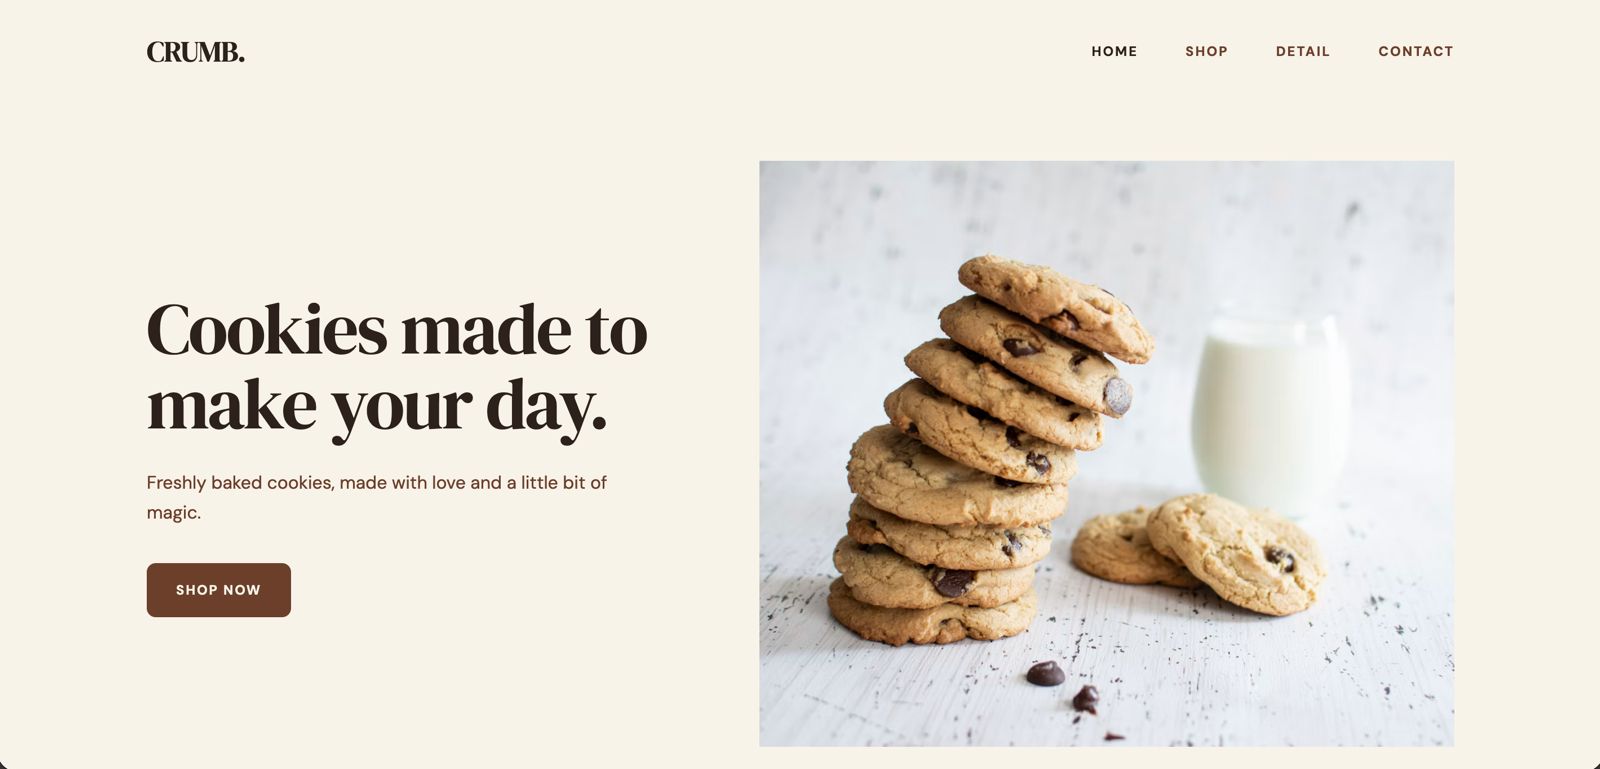 CRUMB.
HOME SHOP DETAIL CONTACT
Cookies made to
make your day.
Freshly baked cookies, made with love and a little bit of
magic.
SHOP NOW